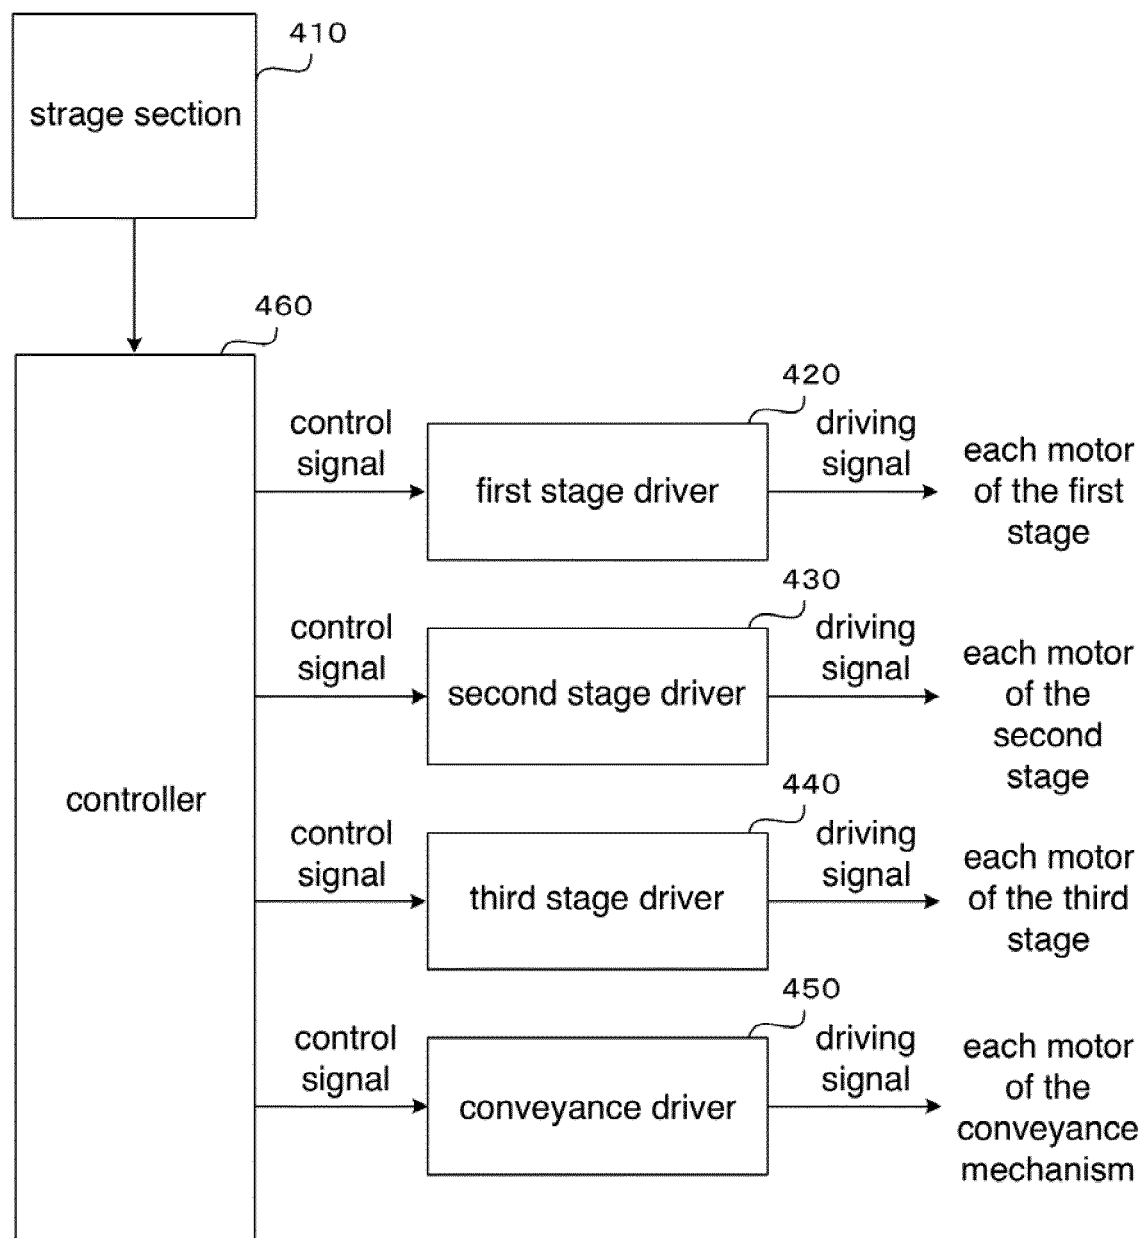 410
strage section
460
control
signal
420
first stage driver
driving
signal
each motor
of the first
stage
control
signal
430
second stage driver
driving
signal
each motor
of the
second
stage
controller
control
signal
440
third stage driver
driving
signal
each motor
of the third
stage
control
signal
450
conveyance driver
driving
signal
each motor
of the
conveyance
mechanism